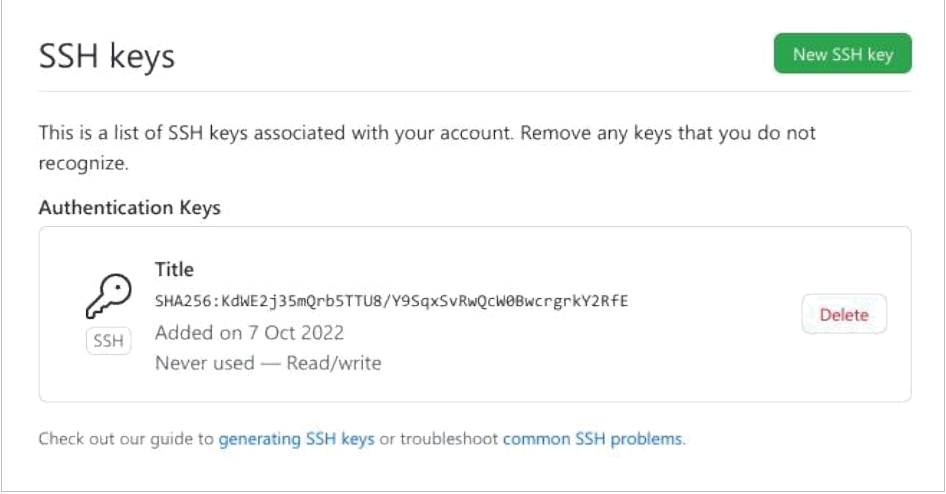 SSH keys
New SSH key
This is a list of SSH keys associated with your account. Remove any keys that you do not
recognize.
Authentication Keys
Title
SHA256:KdWE2j35mQrb5TTU8/Y9SqxSvRwQcW0BwcrgrkY2RfE
SSH
Added on 7 Oct 2022
Never used — Read/write
Delete
Check out our guide to generating SSH keys or troubleshoot common SSH problems.